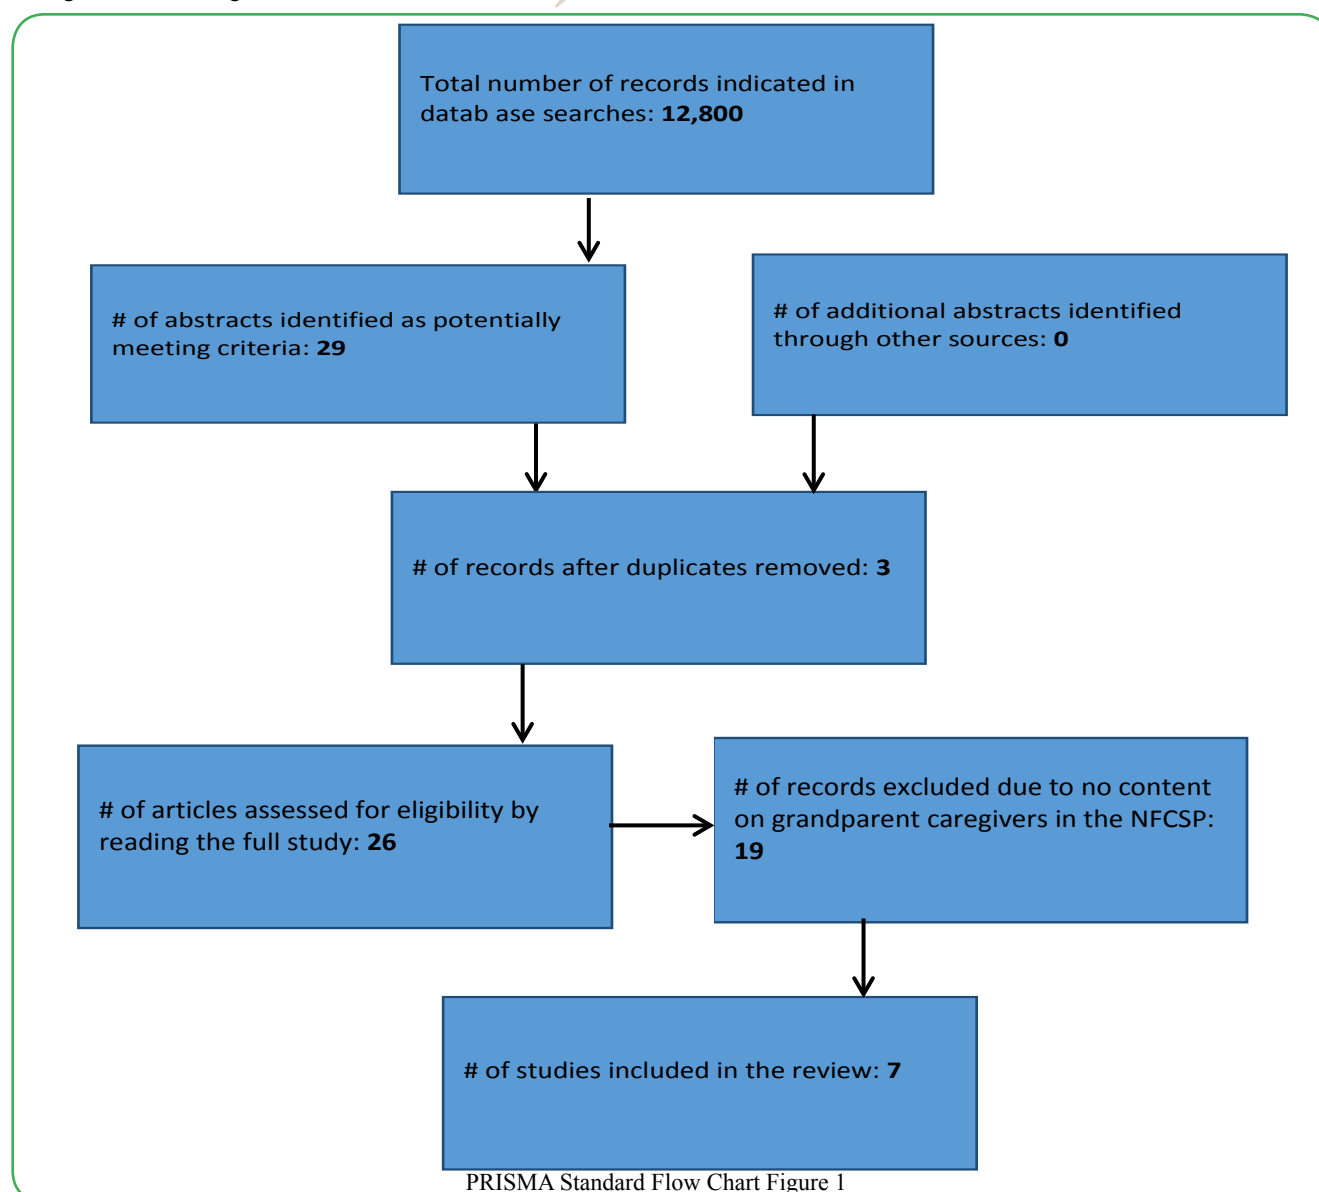 Total number of records indicated in
datab ase searches: 12,800
# of abstracts identified as potentially
meeting criteria: 29
# of additional abstracts identified
through other sources: 0
# of records after duplicates removed: 3
# of articles assessed for eligibility by
reading the full study: 26
# of records excluded due to no content
on grandparent caregivers in the NFCSP:
19
# of studies included in the review: 7
PRISMA Standard Flow Chart Figure 1